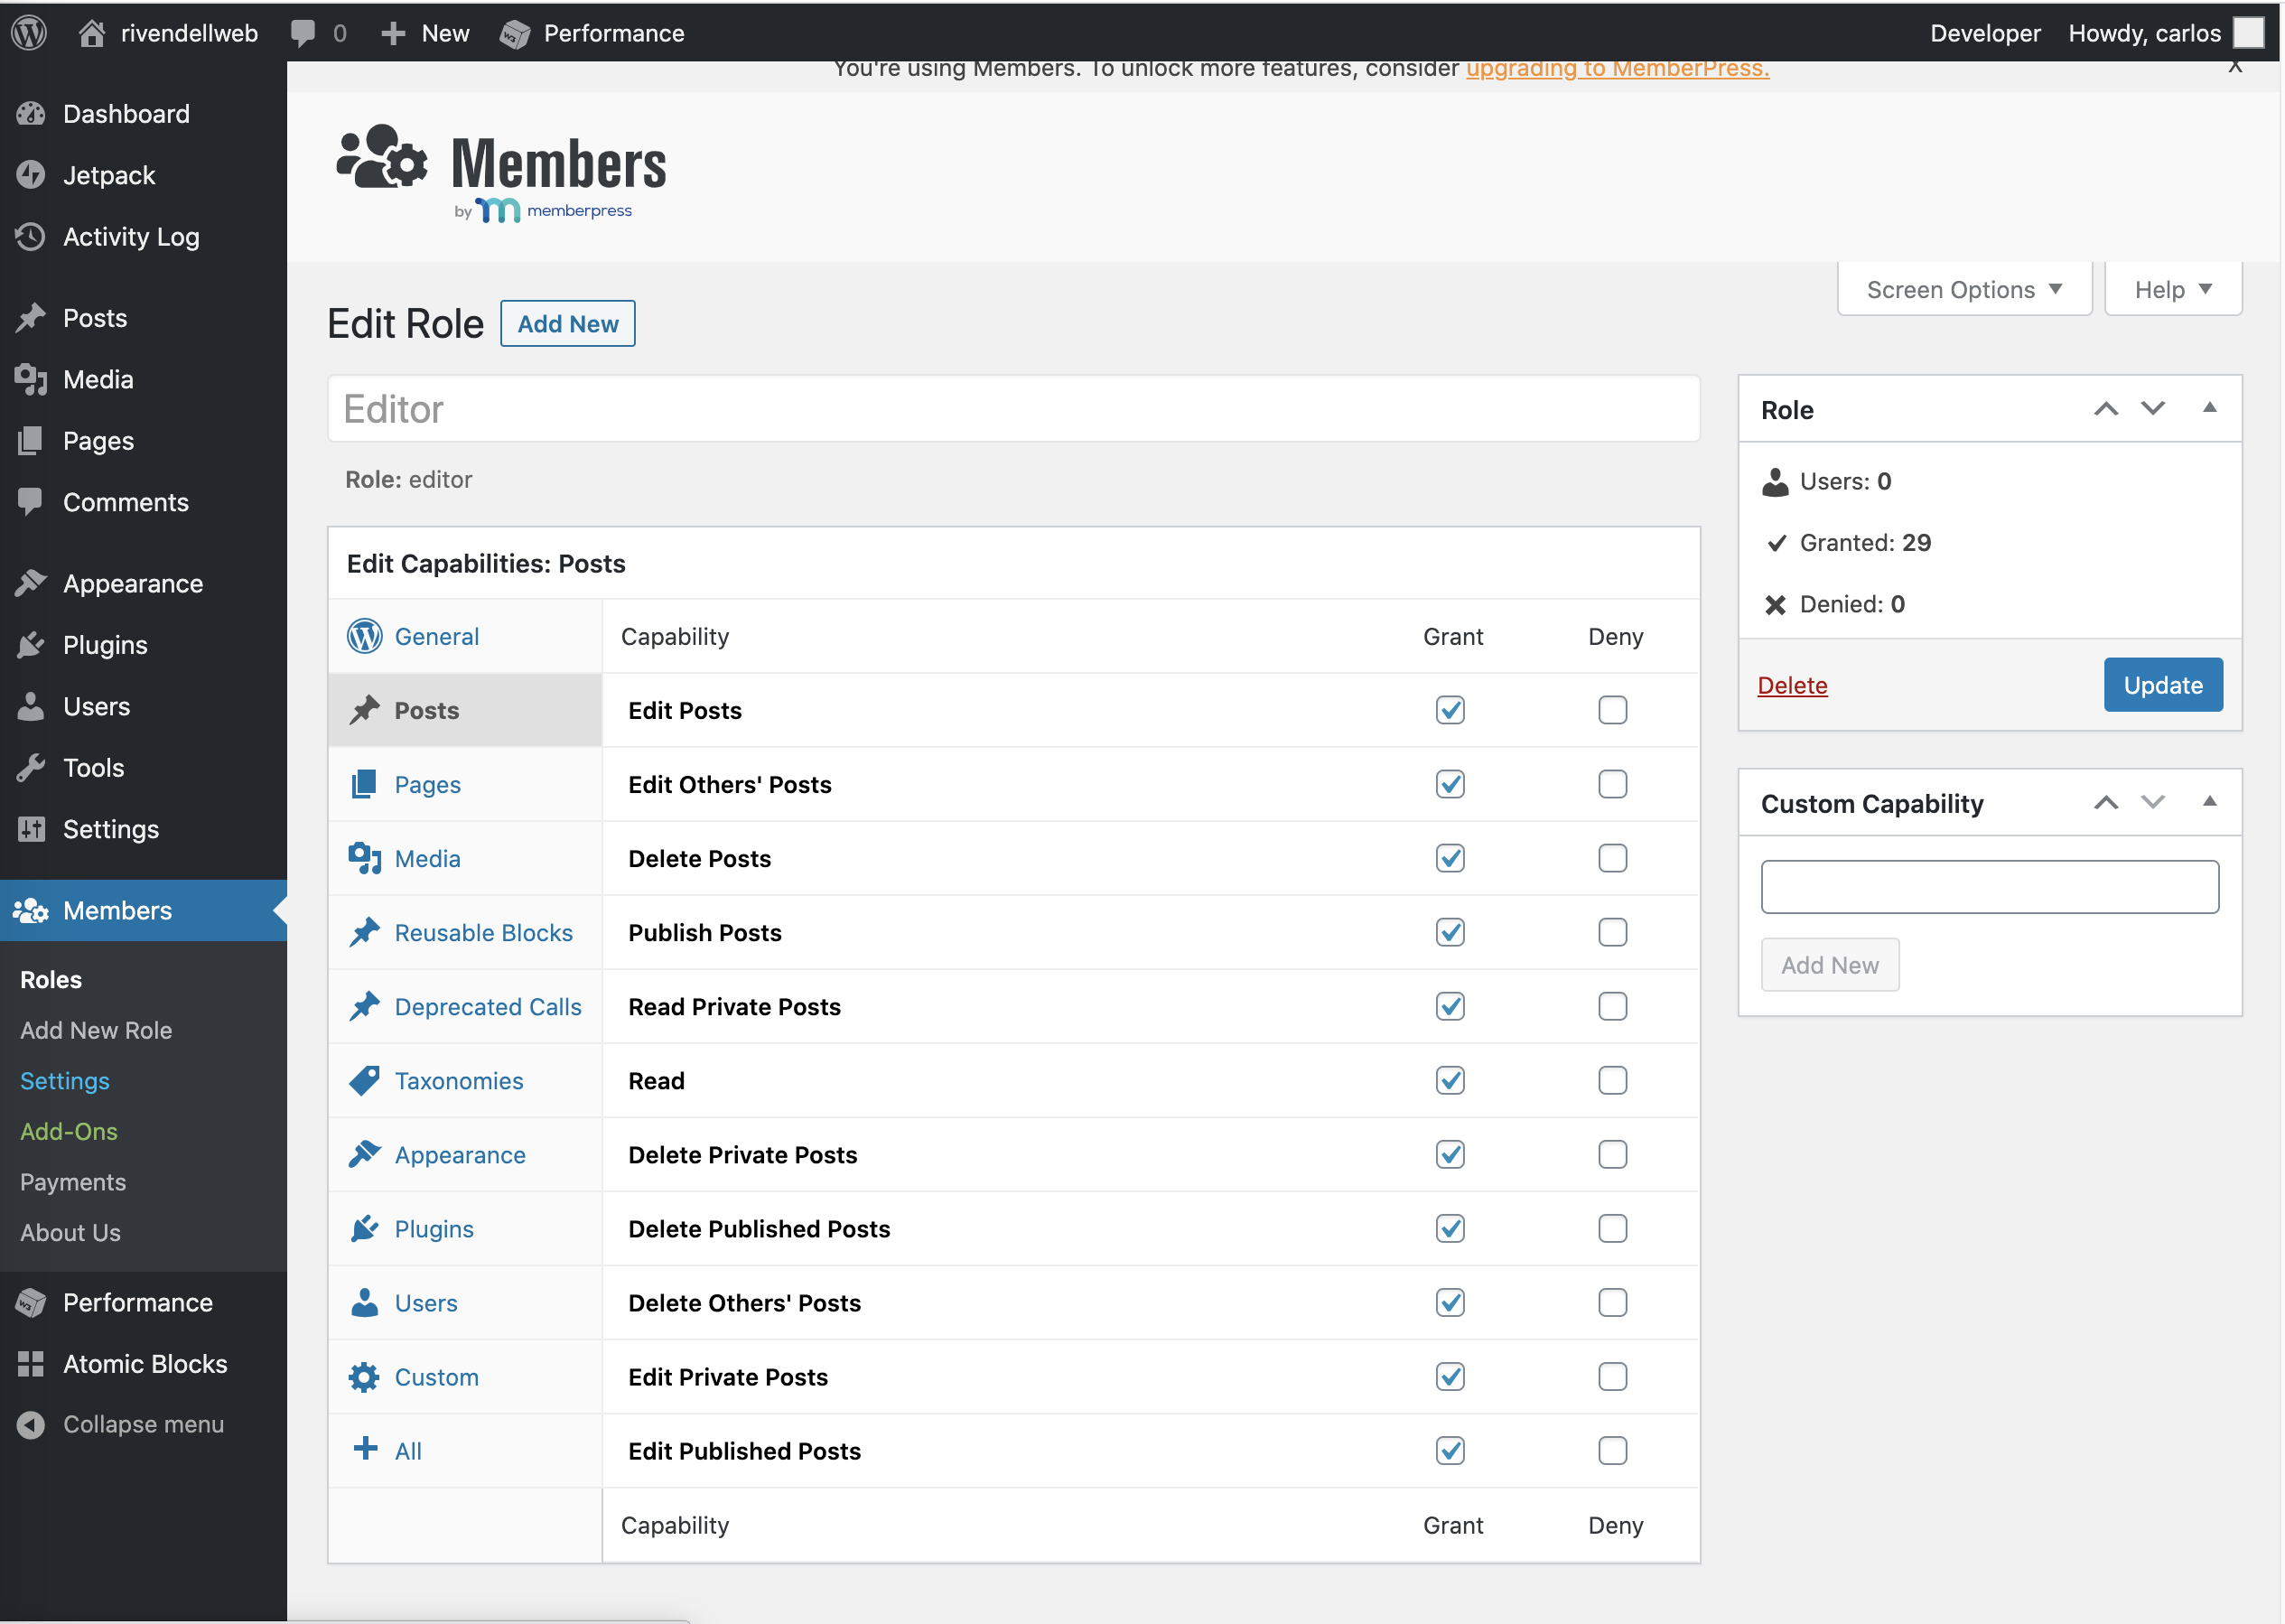 rivendellweb 0 New Performance Developer Howdy, carlos
You're using Members. To unlock more features, consider upgrading to MemberPress. X
Dashboard
Jetpack
Activity Log
Posts
Media
Pages
Comments
Appearance
Plugins
Users
Tools
Settings
Members
Roles
Add New Role
Settings
Add-Ons
Payments
About Us
Performance
Atomic Blocks
Collapse menu
Members
by m memberpress
Screen Options Help
Edit Role Add New
Editor
Role: editor
Edit Capabilities: Posts
General Capability Grant Deny
Posts Edit Posts
Pages Edit Others' Posts
Media Delete Posts
Reusable Blocks Publish Posts
Deprecated Calls Read Private Posts
Taxonomies Read
Appearance Delete Private Posts
Plugins Delete Published Posts
Users Delete Others' Posts
Custom Edit Private Posts
All Edit Published Posts
Capability Grant Deny
Role
Users: 0
Granted: 29
Denied: 0
Delete Update
Custom Capability
Add New